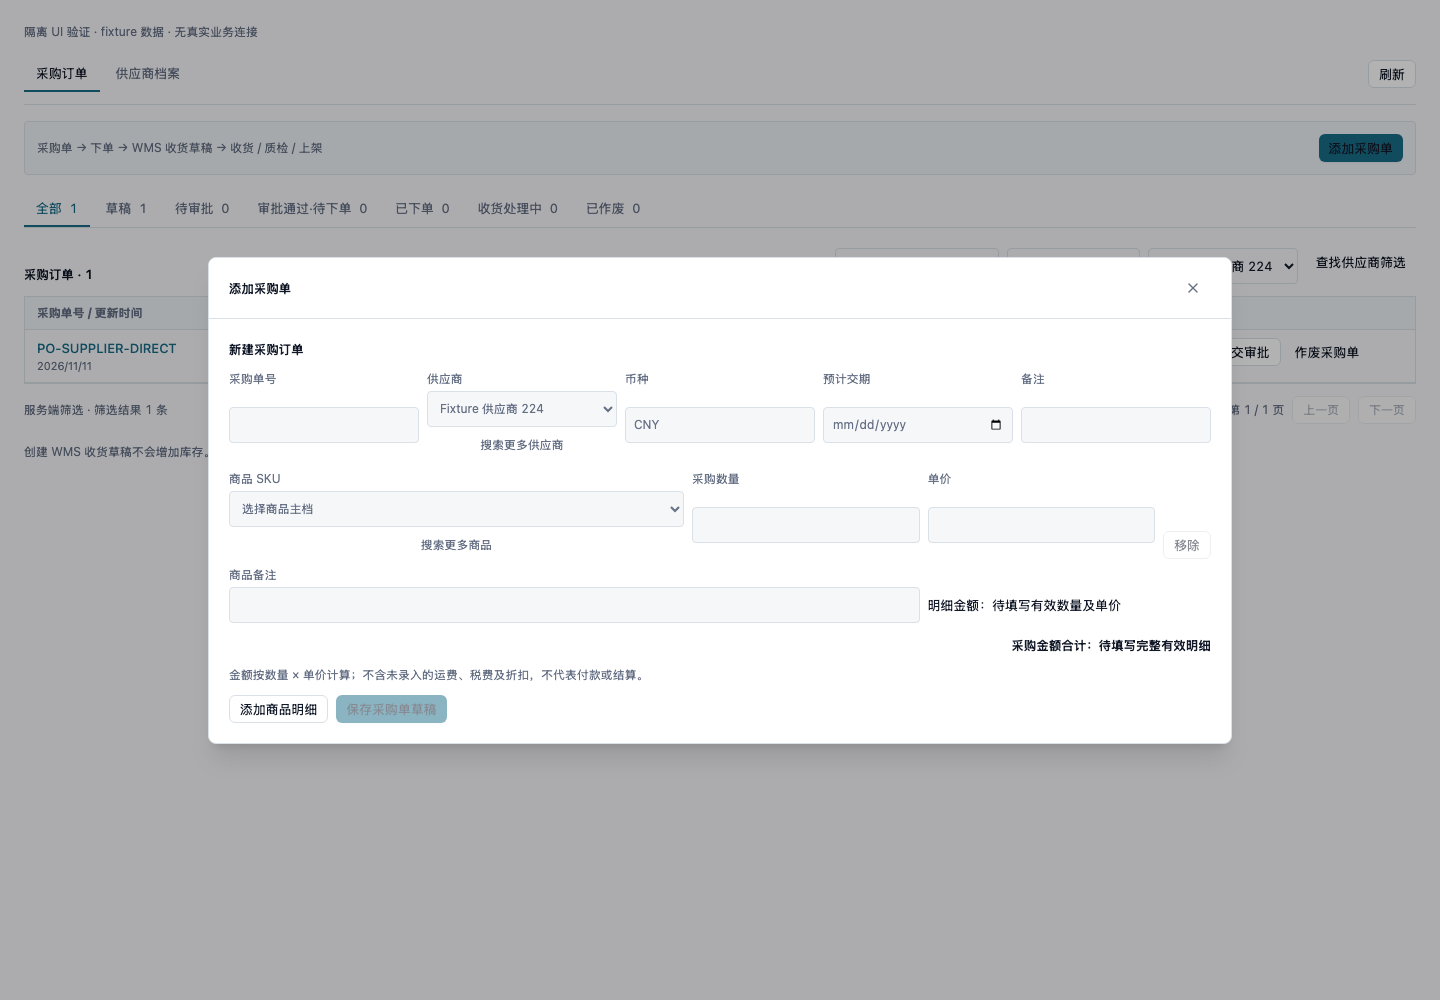 隔离 UI 验证 · fixture 数据 · 无真实业务连接
采购订单 供应商档案 刷新
采购单 → 下单 → WMS 收货草稿 → 收货 / 质检 / 上架 添加采购单
全部 1 草稿 1 待审批 0 审批通过·待下单 0 已下单 0 收货处理中 0 已作废 0
采购订单 · 1 商 224 查找供应商筛选
采购单号 / 更新时间
PO-SUPPLIER-DIRECT 交审批 作废采购单
2026/11/11
服务端筛选 · 筛选结果 1 条 第 1 / 1 页 上一页 下一页
创建 WMS 收货草稿不会增加库存。
添加采购单 ×
新建采购订单
采购单号 供应商 币种 预计交期 备注
Fixture 供应商 224 CNY mm/dd/yyyy
搜索更多供应商
商品 SKU 采购数量 单价
选择商品主档
搜索更多商品 移除
商品备注
明细金额：待填写有效数量及单价
采购金额合计：待填写完整有效明细
金额按数量 × 单价计算；不含未录入的运费、税费及折扣，不代表付款或结算。
添加商品明细 保存采购单草稿